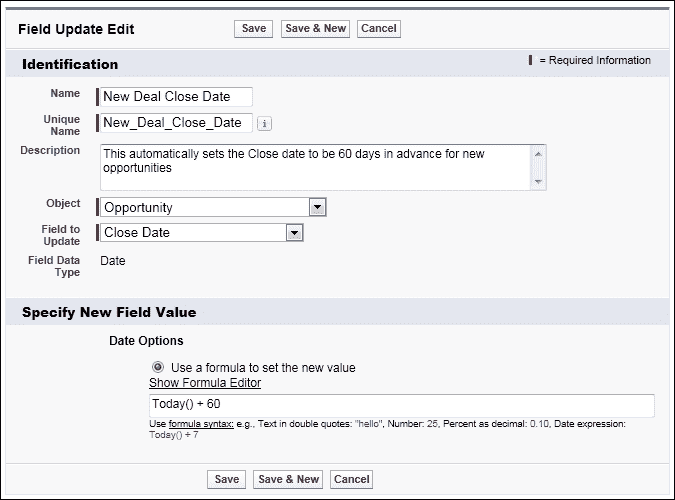 Field Update Edit Save Save & New Cancel
Identification = Required Information
Name New Deal Close Date
Unique Name New_Deal_Close_Date i
Description This automatically sets the Close date to be 60 days in advance for new
opportunities
Object Opportunity
Field to Update Close Date
Field Data Type Date
Specify New Field Value
Date Options
Use a formula to set the new value
Show Formula Editor
Today() + 60
Use formula syntax: e.g., Text in double quotes: "hello", Number: 25, Percent as decimal: 0.10, Date expression:
Today() + 7
Save Save & New Cancel